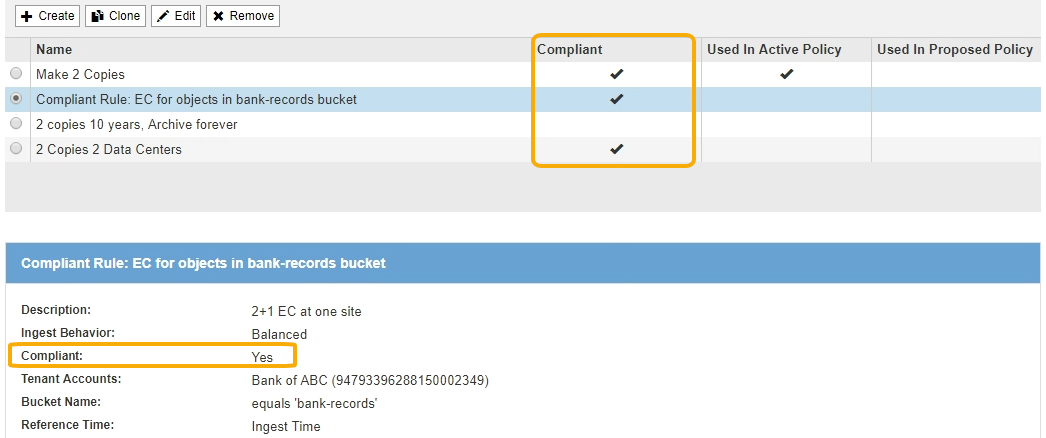 Create Clone Edit Remove
Name Compliant Used In Active Policy Used In Proposed Policy
Make 2 Copies
Compliant Rule: EC for objects in bank-records bucket
2 copies 10 years, Archive forever
2 Copies 2 Data Centers
Compliant Rule: EC for objects in bank-records bucket
Description: 2+1 EC at one site
Ingest Behavior: Balanced
Compliant: Yes
Tenant Accounts: Bank of ABC (94793396288150002349)
Bucket Name: equals 'bank-records'
Reference Time: Ingest Time